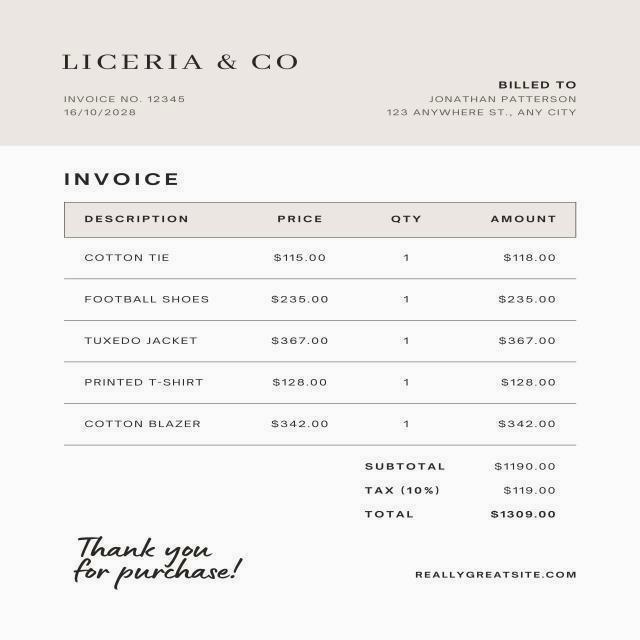 LICERIA & CO
BILLED TO
INVOICE NO. 12345 JONATHAN PATTERSON
16/10/2028 123 ANYWHERE ST., ANY CITY
INVOICE
DESCRIPTION PRICE QTY AMOUNT
COTTON TIE $115.00 1 $118.00
FOOTBALL SHOES $235.00 1 $235.00
TUXEDO JACKET $367.00 1 $367.00
PRINTED T-SHIRT $128.00 1 $128.00
COTTON BLAZER $342.00 1 $342.00
SUBTOTAL $1190.00
TAX (10%) $119.00
TOTAL $1309.00
Thank you
for purchase!
REALLYGREATSITE.COM